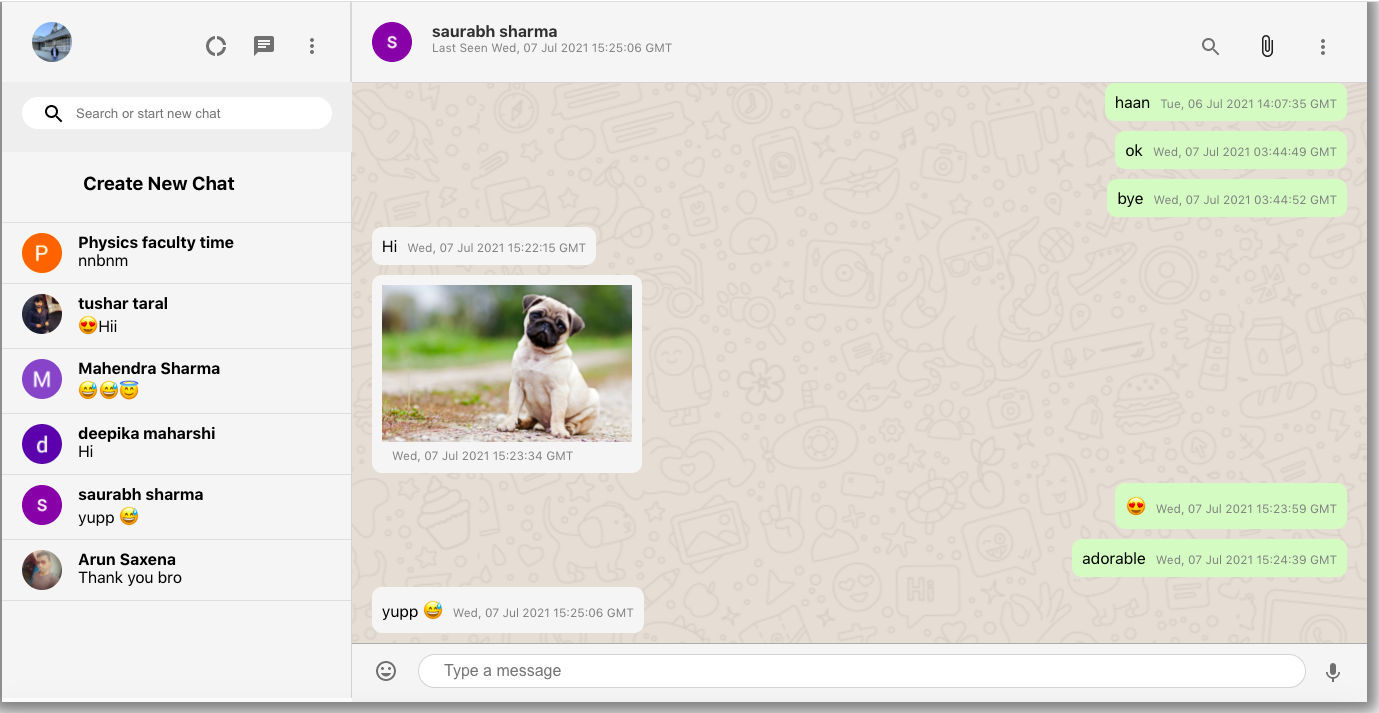 Search or start new chat
Create New Chat
P
Physics faculty time
nnbnm
tushar taral
😍Hii
M
Mahendra Sharma
😅😅😇
d
deepika maharshi
Hi
s
saurabh sharma
yupp 😅
Arun Saxena
Thank you bro
s
saurabh sharma
Last Seen Wed, 07 Jul 2021 15:25:06 GMT
haan Tue, 06 Jul 2021 14:07:35 GMT
ok Wed, 07 Jul 2021 03:44:49 GMT
bye Wed, 07 Jul 2021 03:44:52 GMT
Hi Wed, 07 Jul 2021 15:22:15 GMT
Wed, 07 Jul 2021 15:23:34 GMT
😍 Wed, 07 Jul 2021 15:23:59 GMT
adorable Wed, 07 Jul 2021 15:24:39 GMT
Hi
yupp 😅 Wed, 07 Jul 2021 15:25:06 GMT
Type a message